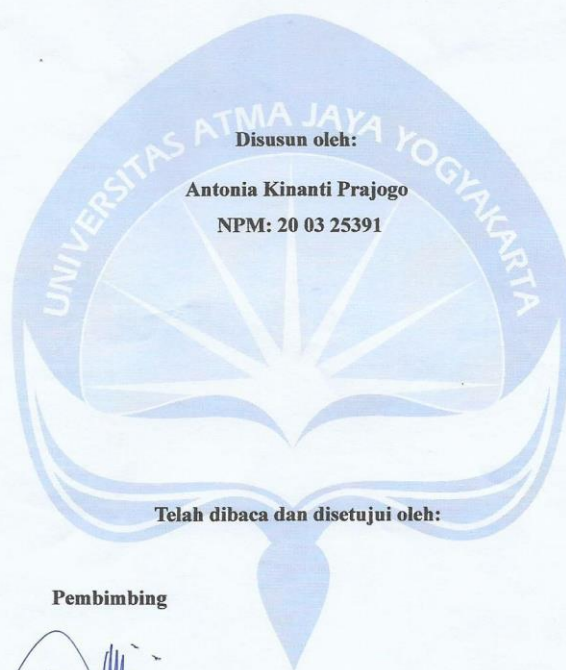 UNIVERSITAS ATMA JAYA YOGYAKARTA
Disusun oleh:
Antonia Kinanti Prajogo
NPM: 20 03 25391
Telah dibaca dan disetujui oleh:
Pembimbing